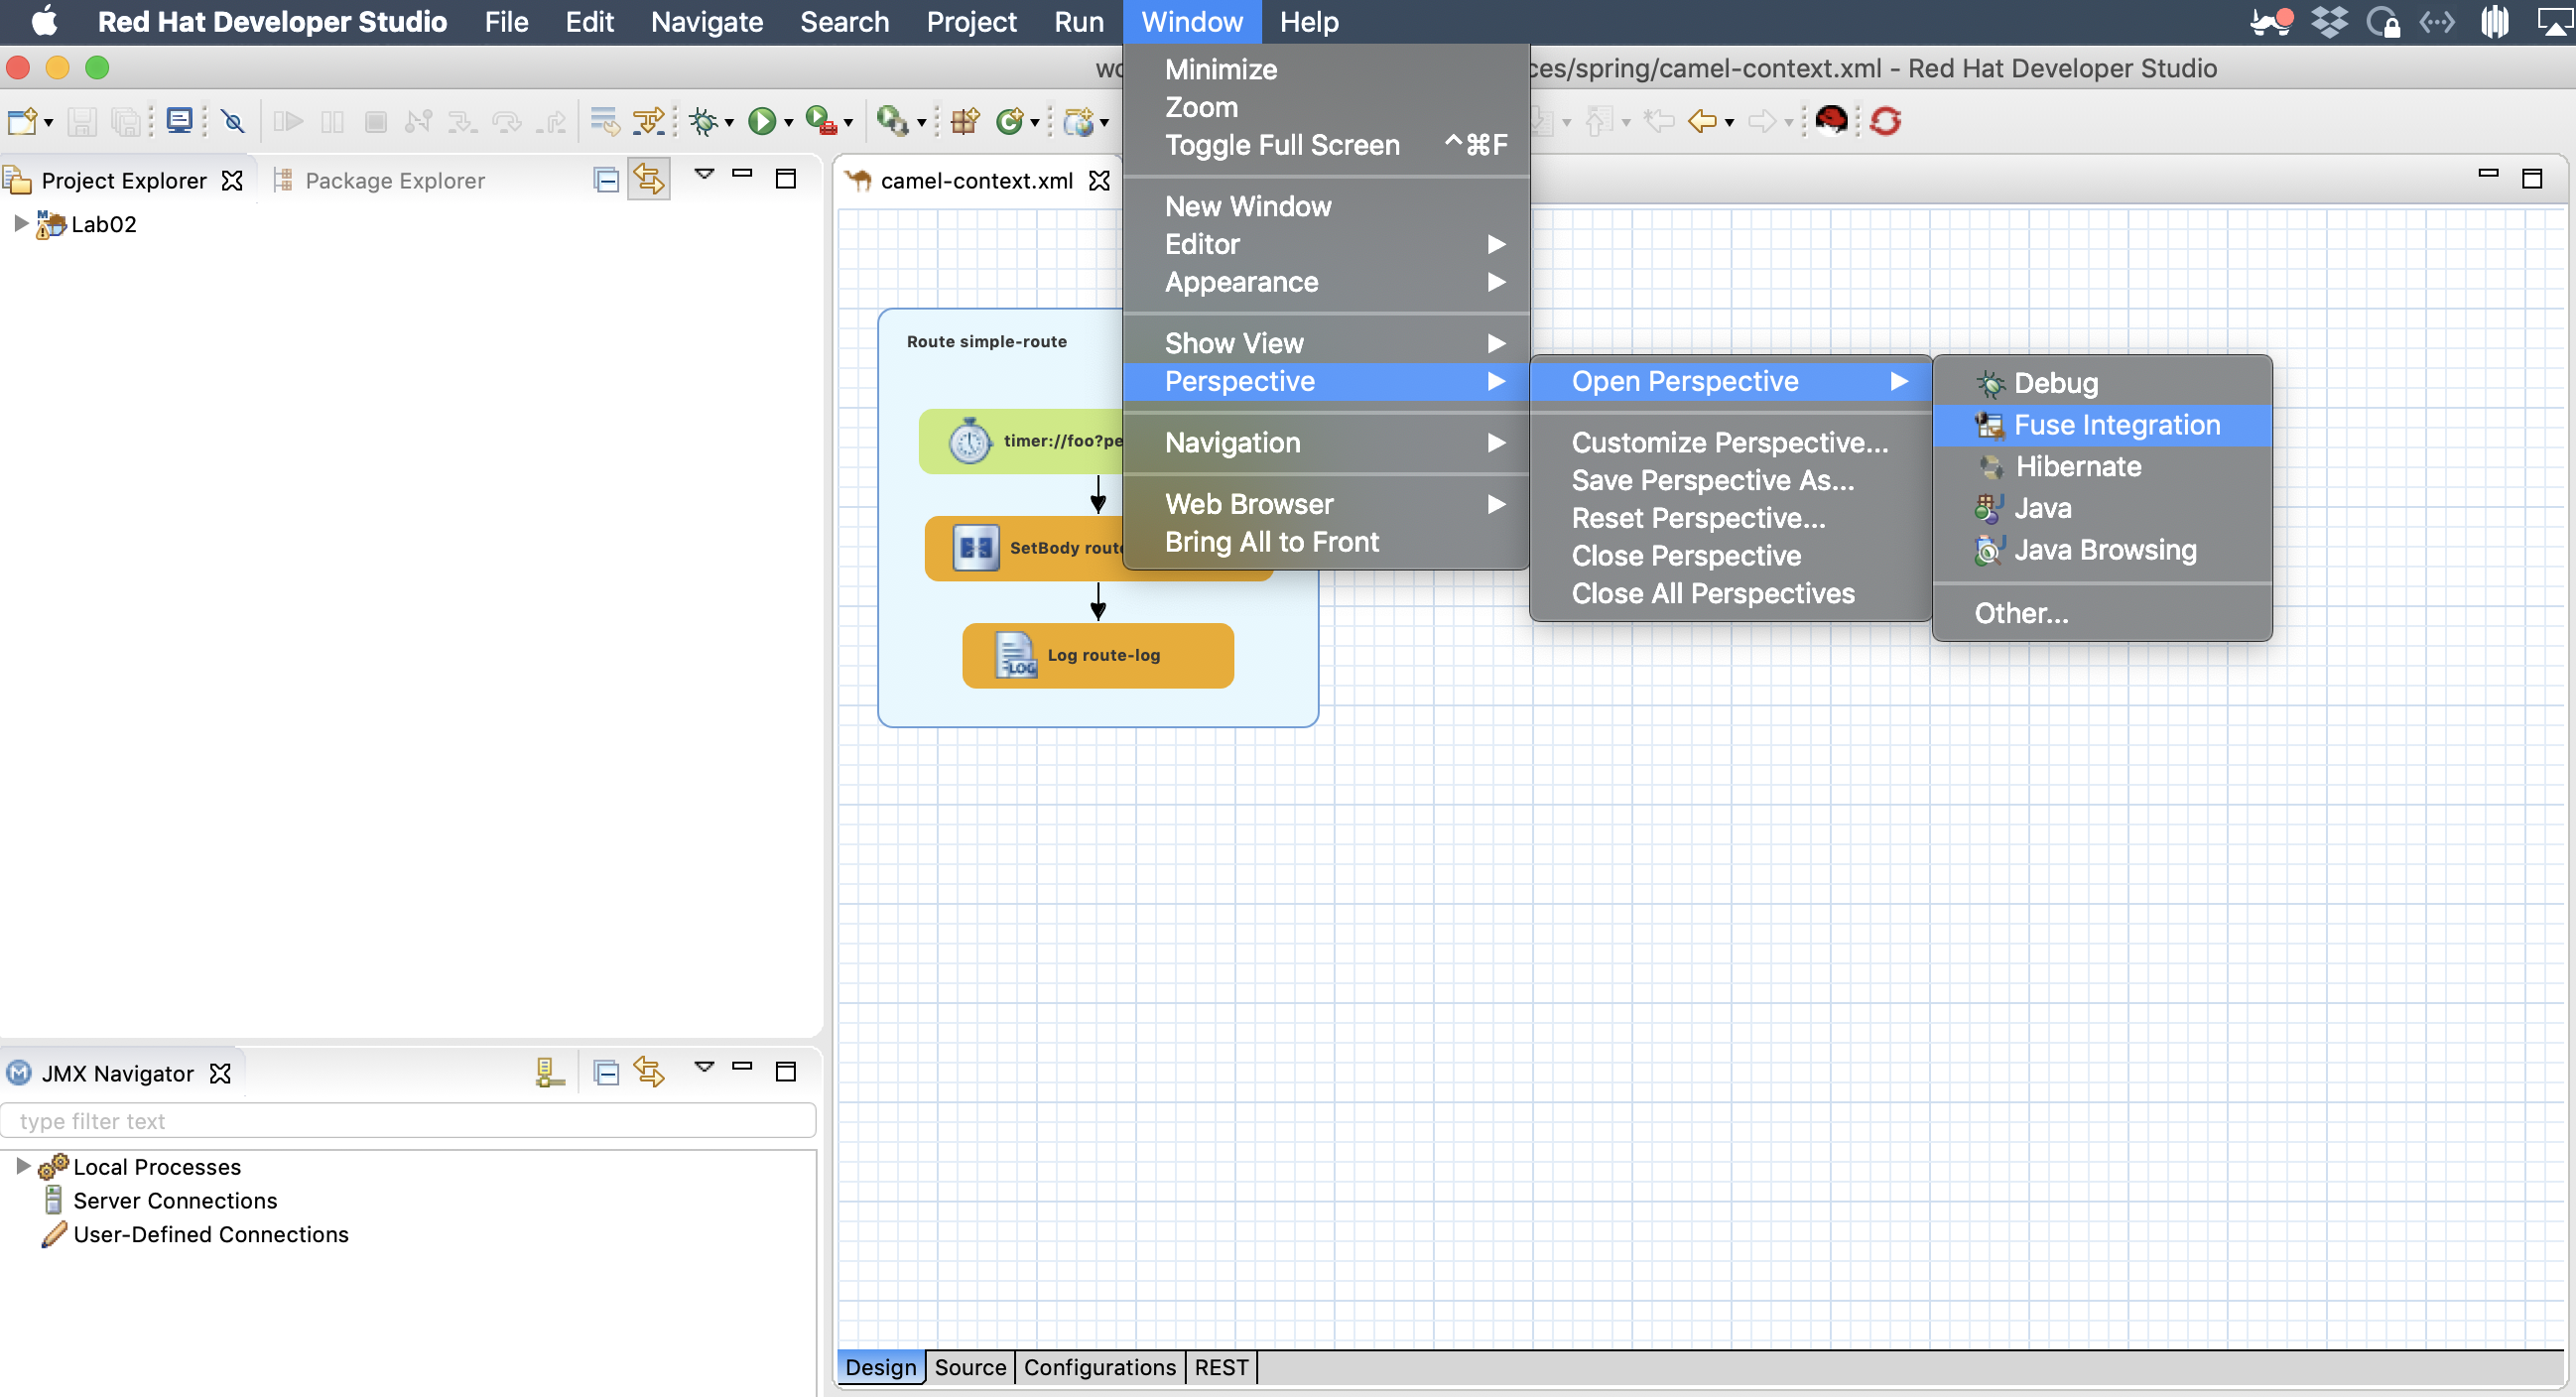 Red Hat Developer Studio File Edit Navigate Search Project Run Window Help
ces/spring/camel-context.xml - Red Hat Developer Studio
Project Explorer Package Explorer
Lab02
camel-context.xml
Route simple-route
timer://foo?pe
SetBody rout
Log route-log
LOG
Minimize
Zoom
Toggle Full Screen ^⌘F
New Window
Editor
Appearance
Show View
Perspective
Navigation
Web Browser
Bring All to Front
Open Perspective
Customize Perspective...
Save Perspective As...
Reset Perspective...
Close Perspective
Close All Perspectives
Debug
Fuse Integration
Hibernate
Java
Java Browsing
Other...
JMX Navigator
type filter text
Local Processes
Server Connections
User-Defined Connections
Design Source Configurations REST